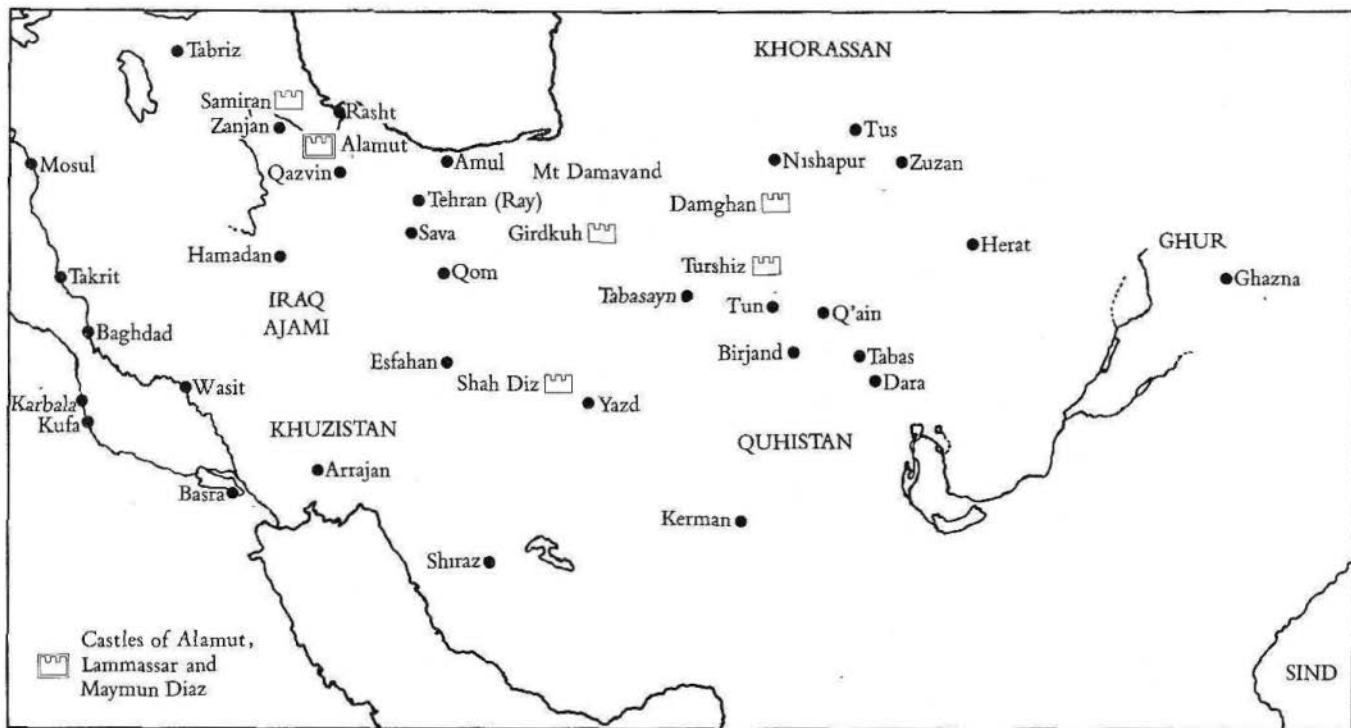 Tabriz
KHORASSAN
Samiran
Rasht
Zanjan
Alamut
Tus
Mosul
Qazvin
Amul
Mt Damavand
Nıshapur
Zuzan
Tehran (Ray)
Damghan
Sava
Girdkuh
Hamadan
Herat
GHUR
Takrit
Qom
Turshiz
Ghazna
IRAQ
AJAMI
Tabasayn
Tun
Q'ain
Baghdad
Esfahan
Birjand
Tabas
Wasit
Shah Diz
Dara
Karbala
Yazd
Kufa
KHUZISTAN
QUHISTAN
Arrajan
Basra
Kerman
Shıraz
Castles of Alamut,
Lammassar and
Maymun Diaz
SIND